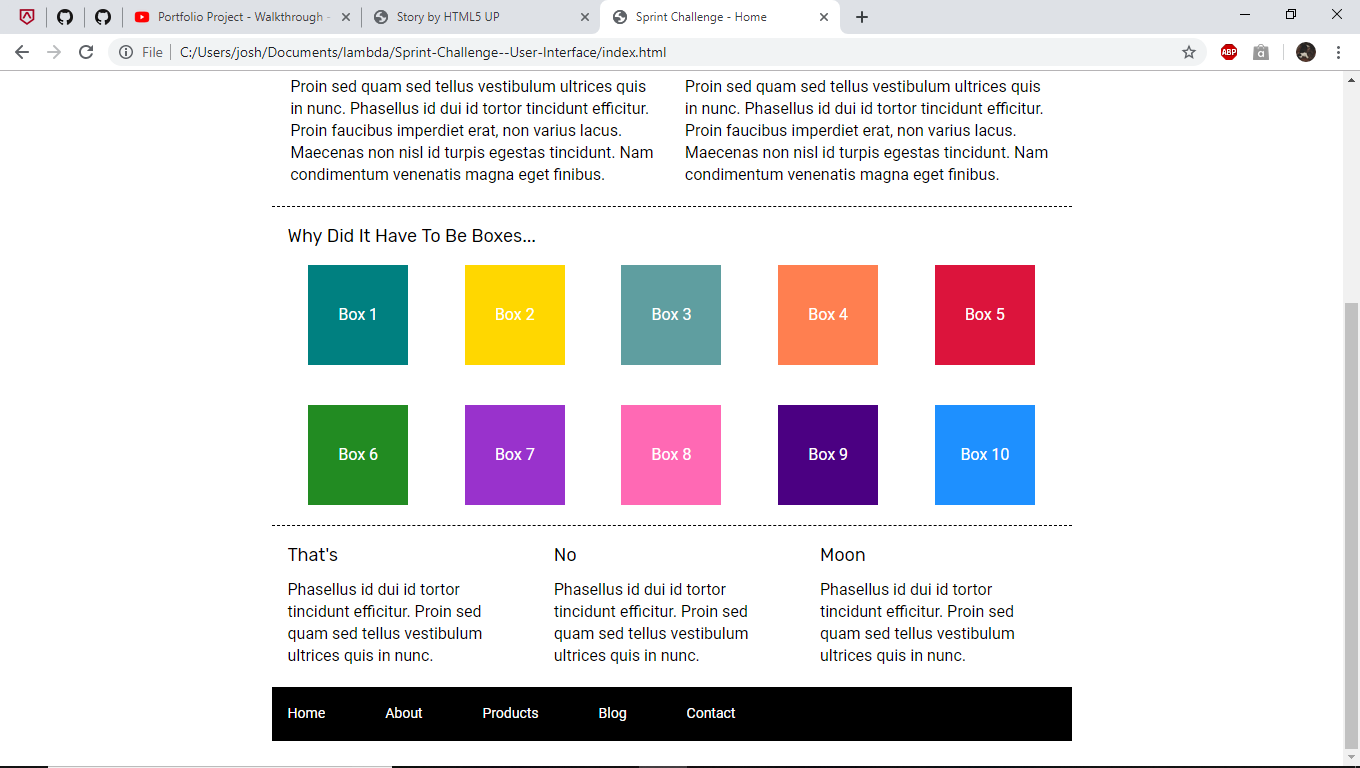 Portfolio Project - Walkthrough -
Story by HTML5 UP
Sprint Challenge - Home
File
C:/Users/josh/Documents/lambda/Sprint-Challenge--User-Interface/index.html
ABP
a
Proin sed quam sed tellus vestibulum ultrices quis
in nunc. Phasellus id dui id tortor tincidunt efficitur.
Proin faucibus imperdiet erat, non varius lacus.
Maecenas non nisl id turpis egestas tincidunt. Nam
condimentum venenatis magna eget finibus.
Proin sed quam sed tellus vestibulum ultrices quis
in nunc. Phasellus id dui id tortor tincidunt efficitur.
Proin faucibus imperdiet erat, non varius lacus.
Maecenas non nisl id turpis egestas tincidunt. Nam
condimentum venenatis magna eget finibus.
Why Did It Have To Be Boxes...
Box 1
Box 2
Box 3
Box 4
Box 5
Box 6
Box 7
Box 8
Box 9
Box 10
That's
Phasellus id dui id tortor
tincidunt efficitur. Proin sed
quam sed tellus vestibulum
ultrices quis in nunc.
No
Phasellus id dui id tortor
tincidunt efficitur. Proin sed
quam sed tellus vestibulum
ultrices quis in nunc.
Moon
Phasellus id dui id tortor
tincidunt efficitur. Proin sed
quam sed tellus vestibulum
ultrices quis in nunc.
Home About Products Blog Contact